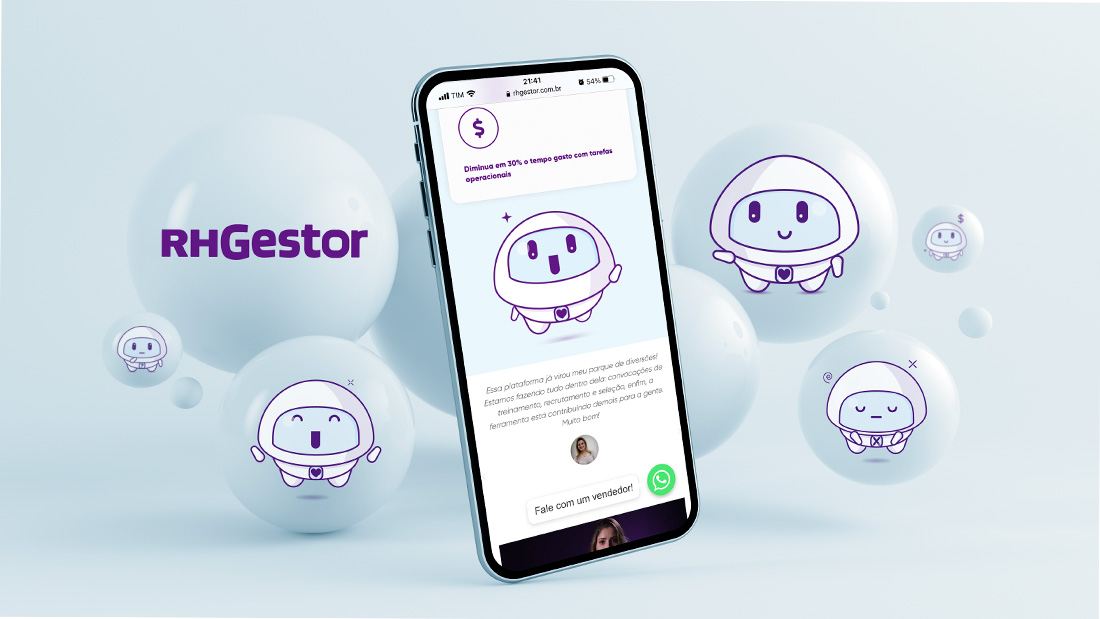 RHGestor
21:41
TIM
rhgestor.com.br
54%
$
Diminua em 30% o tempo gasto com tarefas
operacionais
Essa plataforma já virou meu parque de diversões!
Estamos fazendo tudo dentro dela: convocações de
treinamento, recrutamento e seleção, enfim, a
ferramenta esta contribuindo demais para a gente.
Muito bom!
Fale com um vendedor!
$